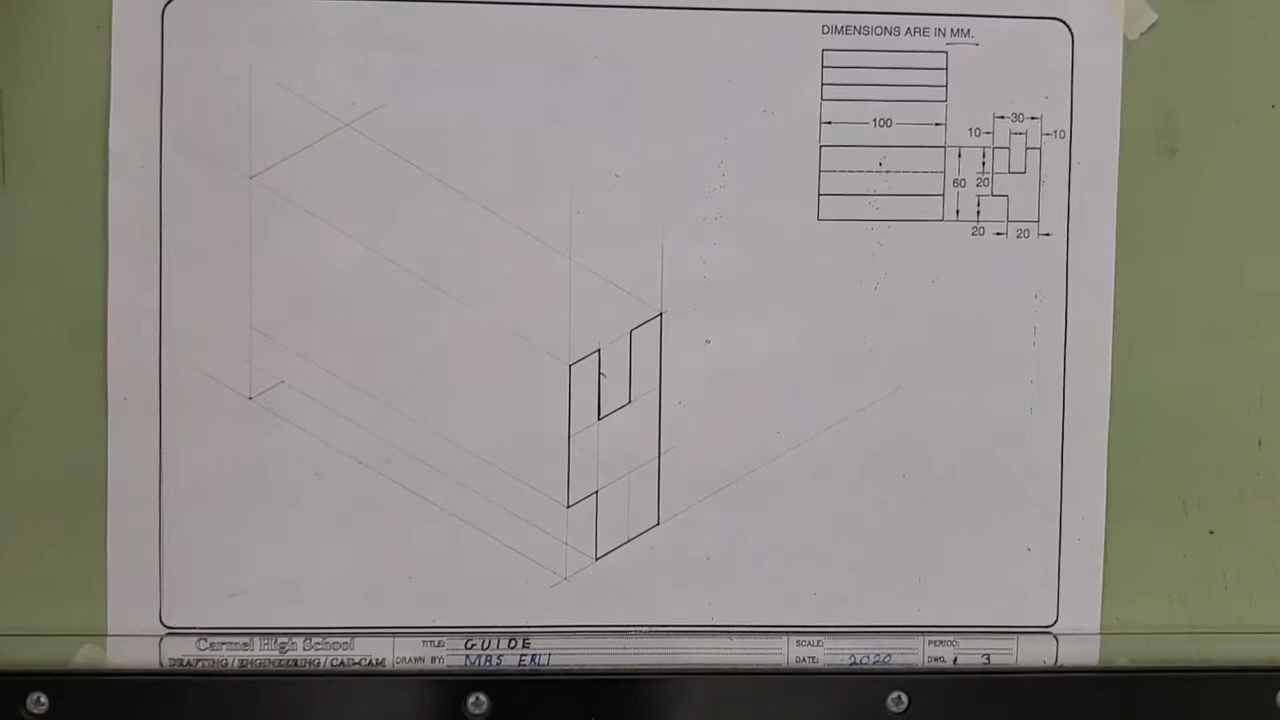 DIMENSIONS ARE IN MM.
100
30
10
10
60
20
20
20
Carmel High School
DRAFTING / ENGINEERING / CAD-CAM
TITLE: GUIDE
DRAWN BY: MRS ERLI
SCALE:
DATE: 2020
PERIOD:
DWG. # 3